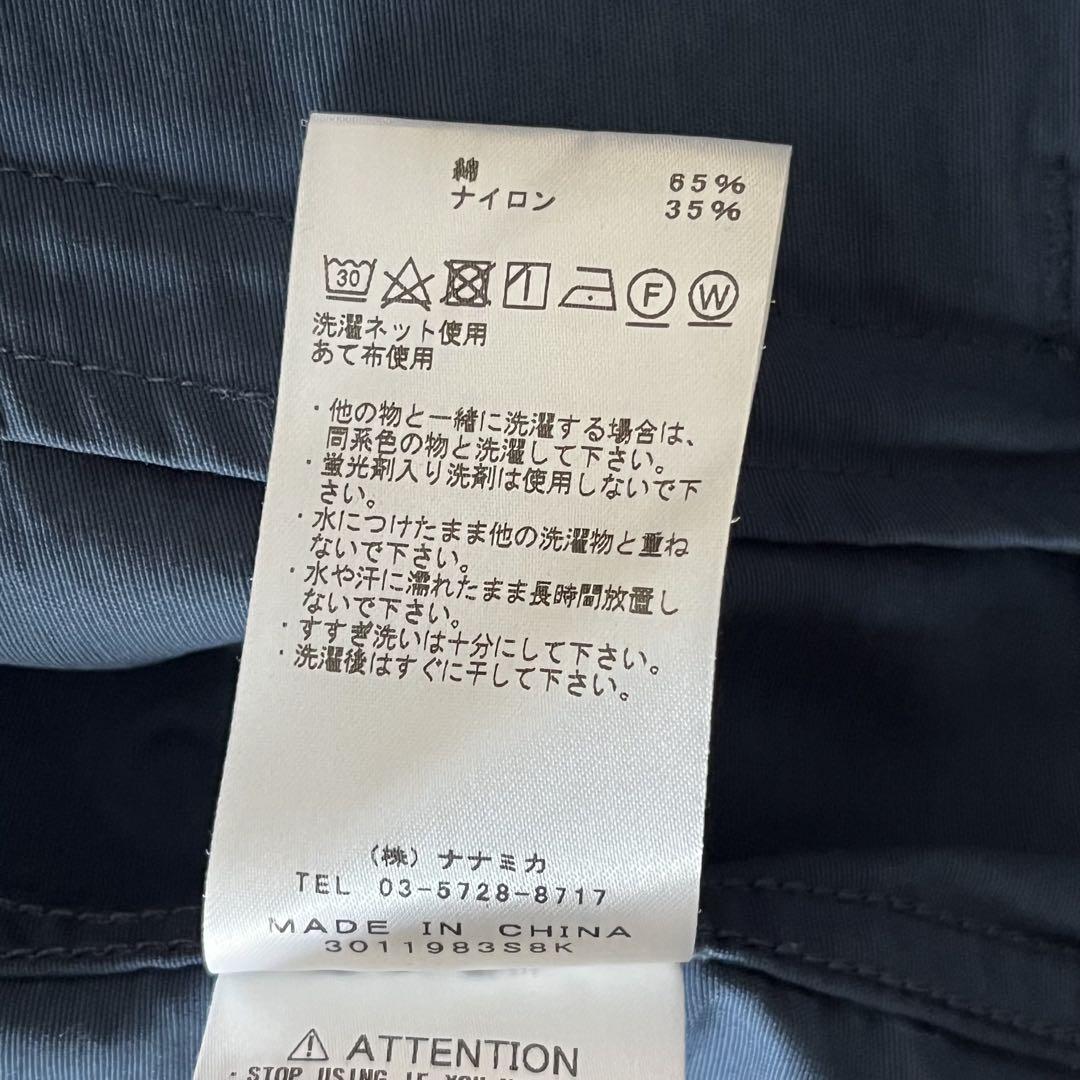 綿 65%
ナイロン 35%
30 F W
洗濯ネット使用
あて布使用
・他の物と一緒に洗濯する場合は、
同系色の物と洗濯して下さい。
・蛍光剤入り洗剤は使用しないで下
さい。
・水につけたまま他の洗濯物と重ね
ないで下さい。
・水や汗に濡れたまま長時間放置し
ないで下さい。
・すすぎ洗いは十分にして下さい。
・洗濯後はすぐに干して下さい。
(株)ナナミカ
TEL 03-5728-8717
MADE IN CHINA
3011983S8K
ATTENTION
・STOP USING IF YOU